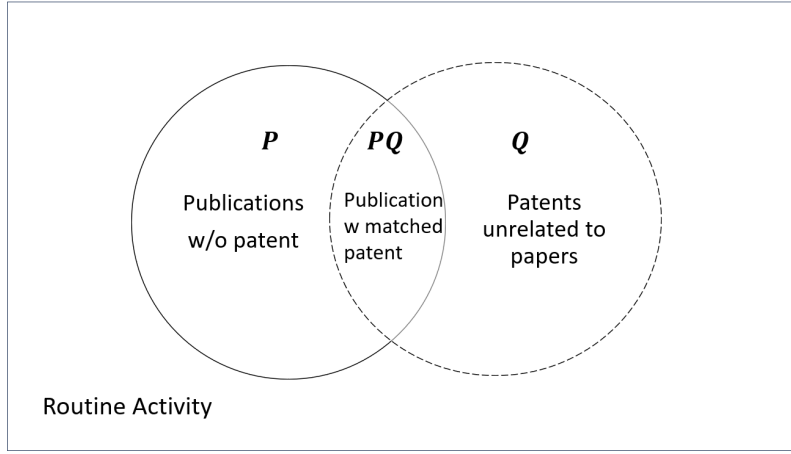 P
PQ
Q
Publications
w/o patent
Publication
w matched
patent
Patents
unrelated to
papers
Routine Activity